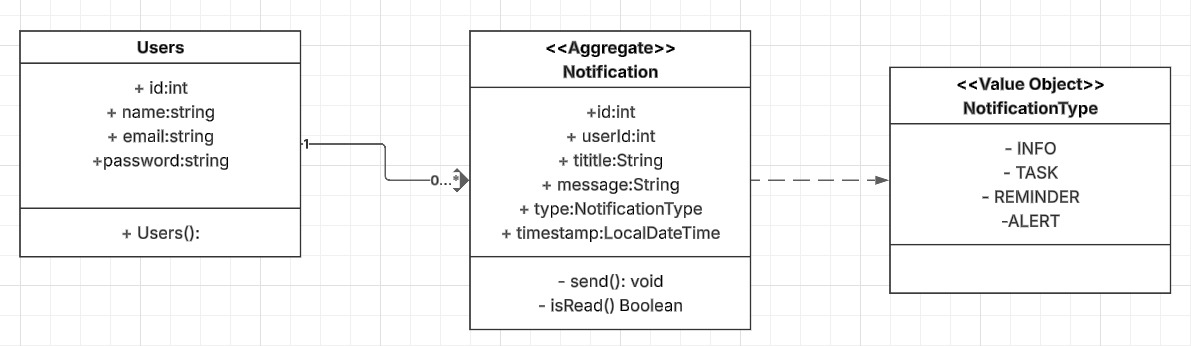 Users
+ id:int
+ name:string
+ email:string
+password:string
+ Users():
1
0...*
<<Aggregate>>
Notification
+id:int
+ userId:int
+ tititle:String
+ message:String
+ type:NotificationType
+ timestamp:LocalDateTime
- send(): void
- isRead() Boolean
<<Value Object>>
NotificationType
- INFO
- TASK
- REMINDER
-ALERT